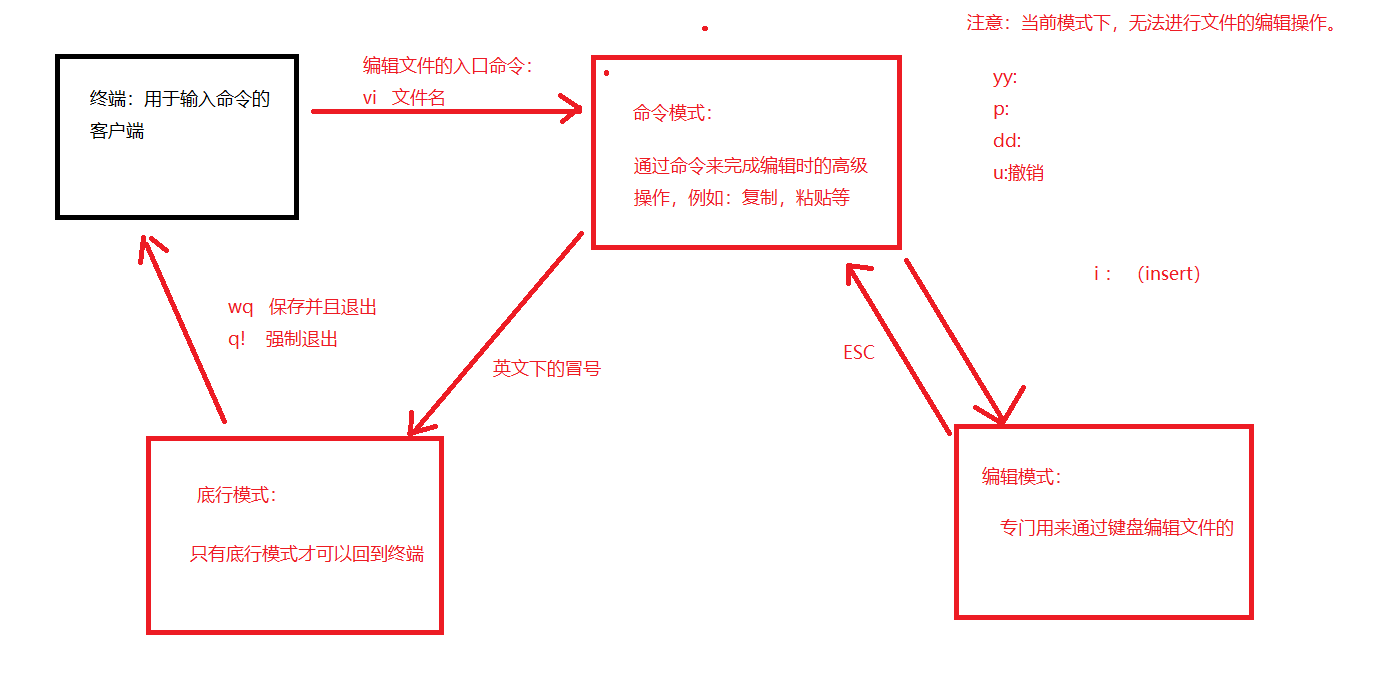 注意：当前模式下，无法进行文件的编辑操作。
终端：用于输入命令的
客户端
编辑文件的入口命令：
vi 文件名
命令模式：
通过命令来完成编辑时的高级
操作，例如：复制，粘贴等
yy:
p:
dd:
u:撤销
i： （insert）
wq 保存并且退出
q! 强制退出
英文下的冒号
ESC
底行模式：
只有底行模式才可以回到终端
编辑模式：
专门用来通过键盘编辑文件的